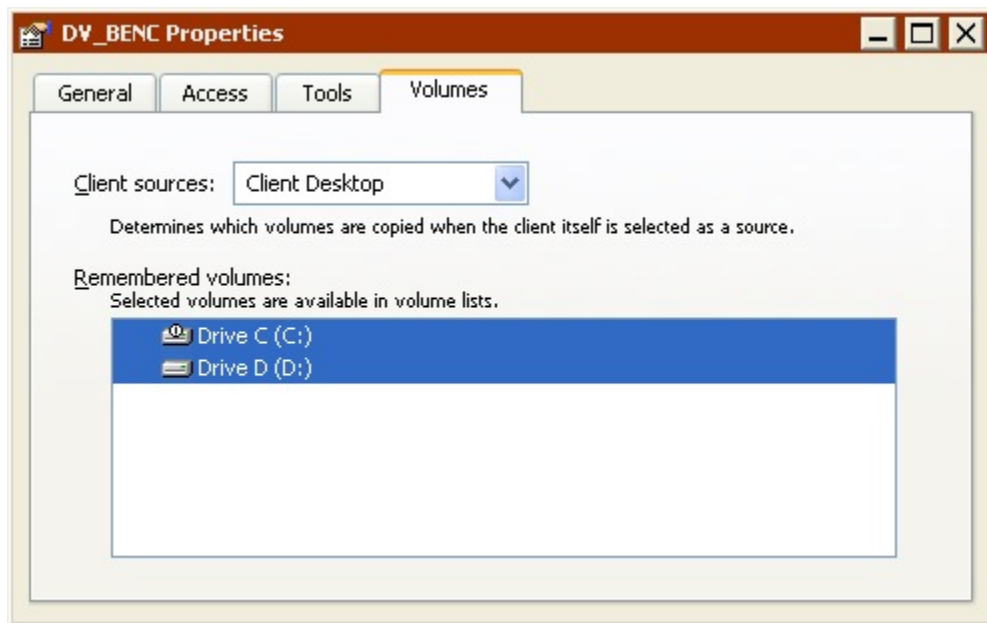 DV_BENC Properties
General Access Tools Volumes
Client sources: Client Desktop
Determines which volumes are copied when the client itself is selected as a source.
Remembered volumes:
Selected volumes are available in volume lists.
Drive C (C:)
Drive D (D:)